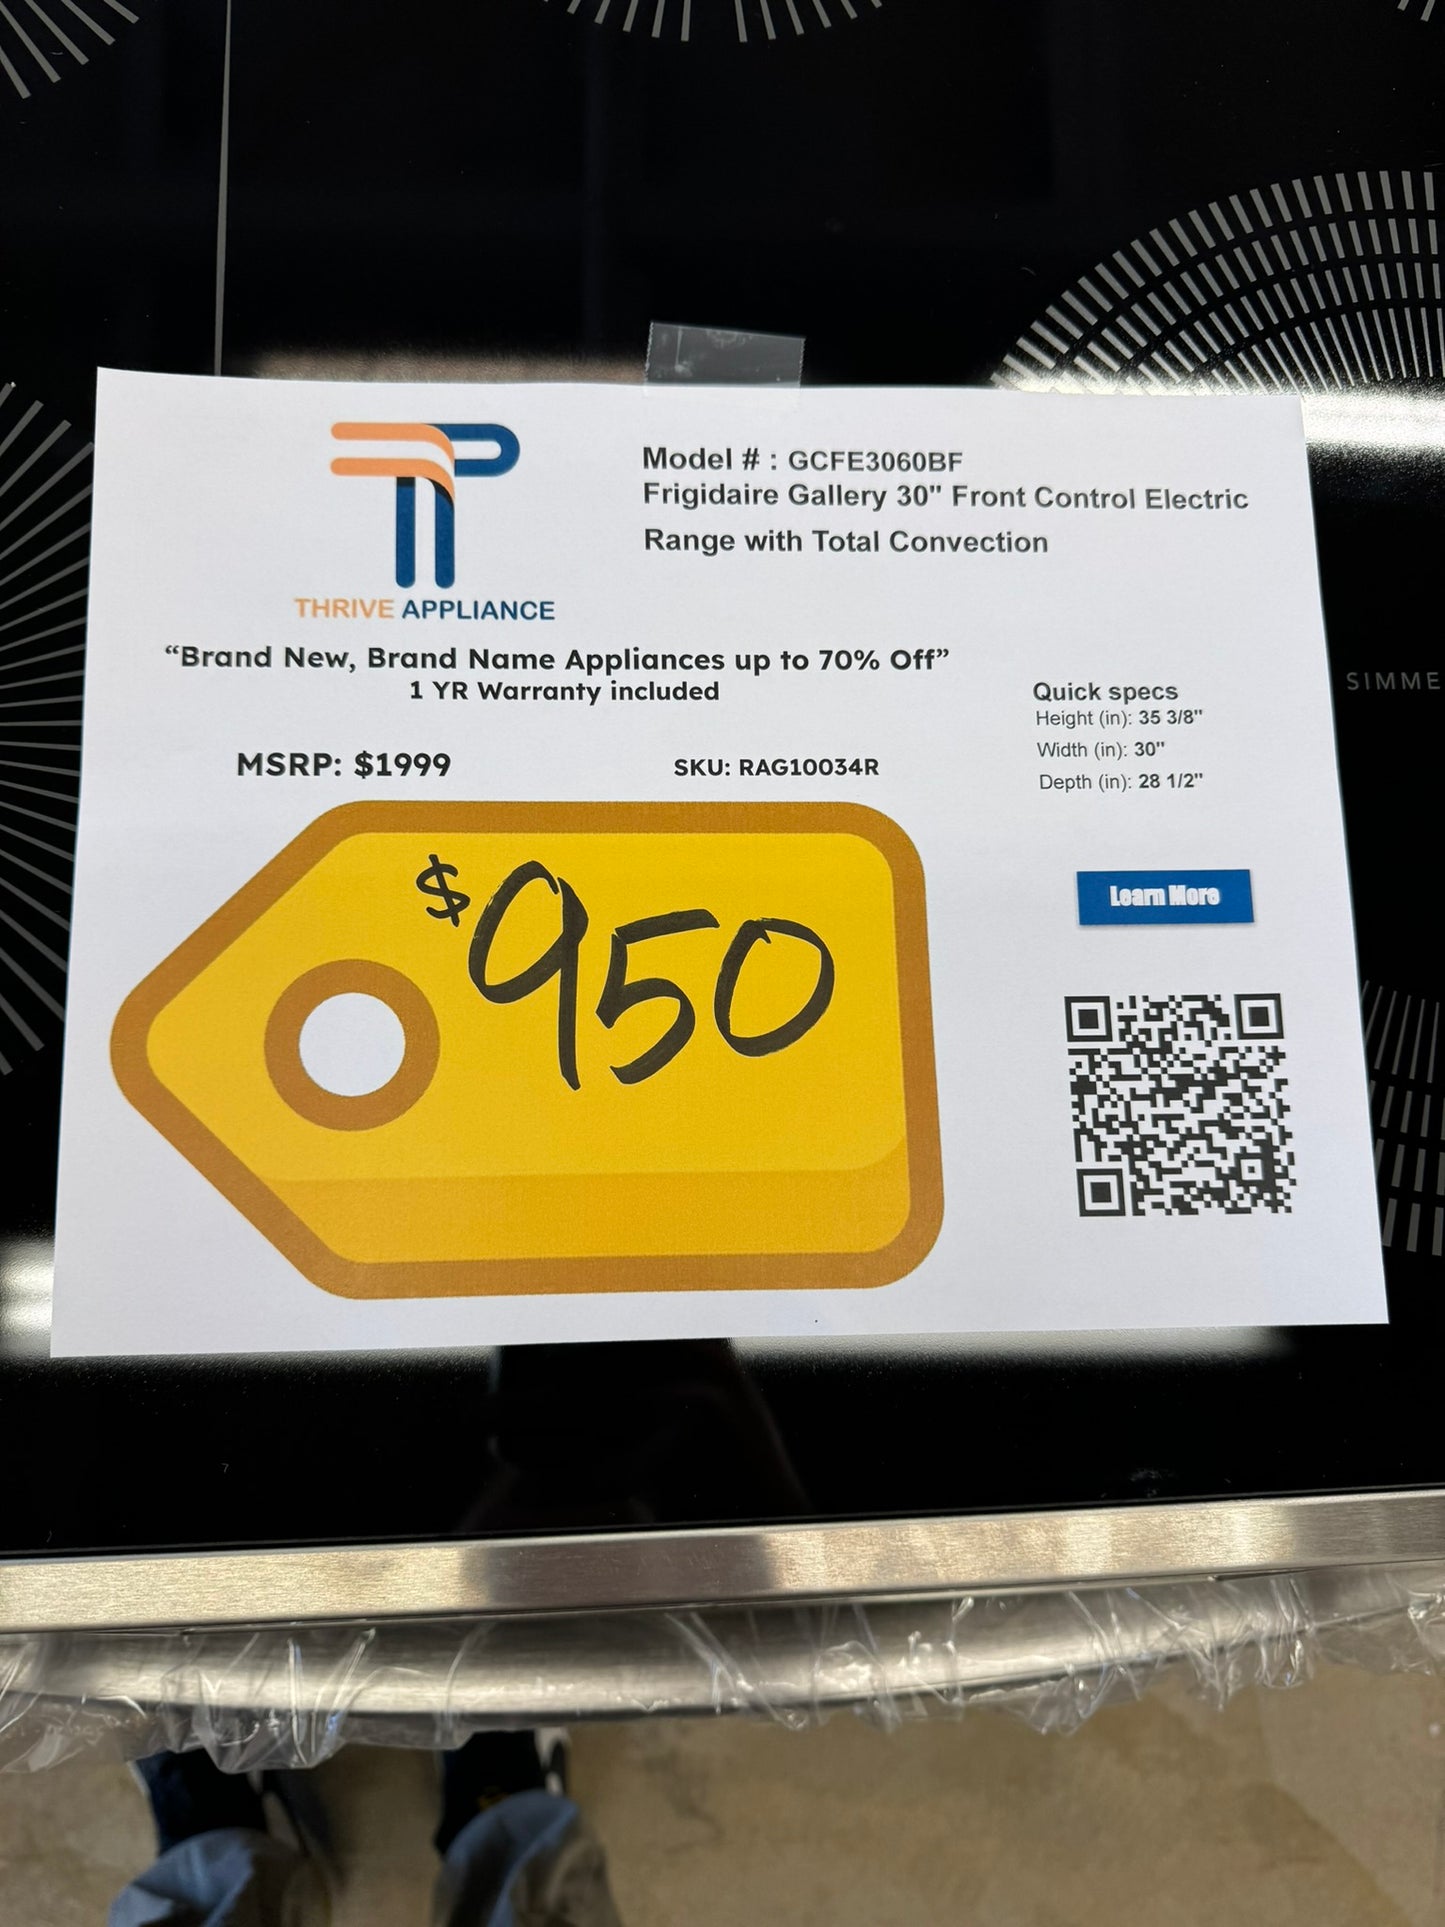 THRIVE APPLIANCE
Model # : GCFE3060BF
Frigidaire Gallery 30" Front Control Electric
Range with Total Convection
“Brand New, Brand Name Appliances up to 70% Off”
1 YR Warranty included
MSRP: $1999
SKU: RAG10034R
Quick specs
Height (in): 35 3/8"
Width (in): 30"
Depth (in): 28 1/2"
$950
Learn More
SIMME